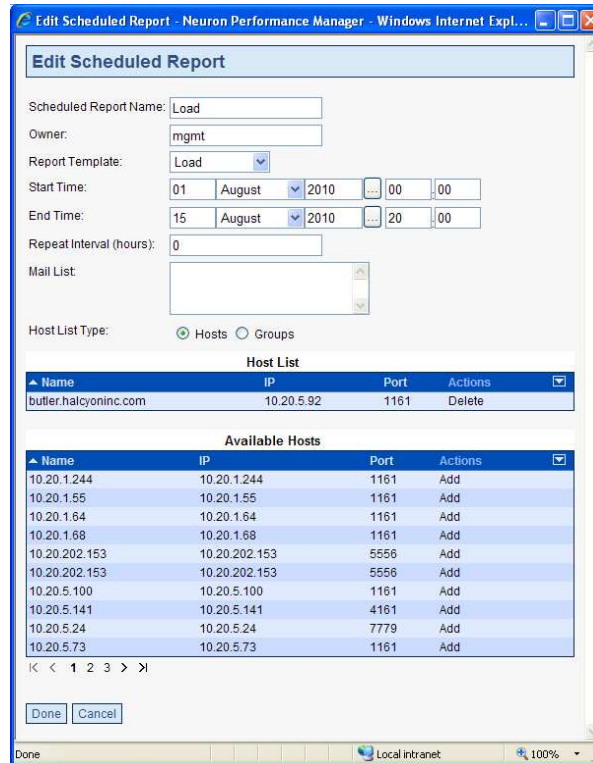 Edit Scheduled Report - Neuron Performance Manager - Windows Internet Expl...
Edit Scheduled Report
Scheduled Report Name: Load
Owner: mgmt
Report Template: Load
Start Time: 01 August 2010 ... 00 : 00
End Time: 15 August 2010 ... 20 : 00
Repeat Interval (hours): 0
Mail List:
Host List Type: Hosts Groups
Host List
Name IP Port Actions
butler.halcyoninc.com 10.20.5.92 1161 Delete
Available Hosts
Name IP Port Actions
10.20.1.244 10.20.1.244 1161 Add
10.20.1.55 10.20.1.55 1161 Add
10.20.1.64 10.20.1.64 1161 Add
10.20.1.68 10.20.1.68 1161 Add
10.20.202.153 10.20.202.153 5556 Add
10.20.202.153 10.20.202.153 5556 Add
10.20.5.100 10.20.5.100 1161 Add
10.20.5.141 10.20.5.141 4161 Add
10.20.5.24 10.20.5.24 7779 Add
10.20.5.73 10.20.5.73 1161 Add
1 2 3
Done Cancel
Done Local intranet 100%